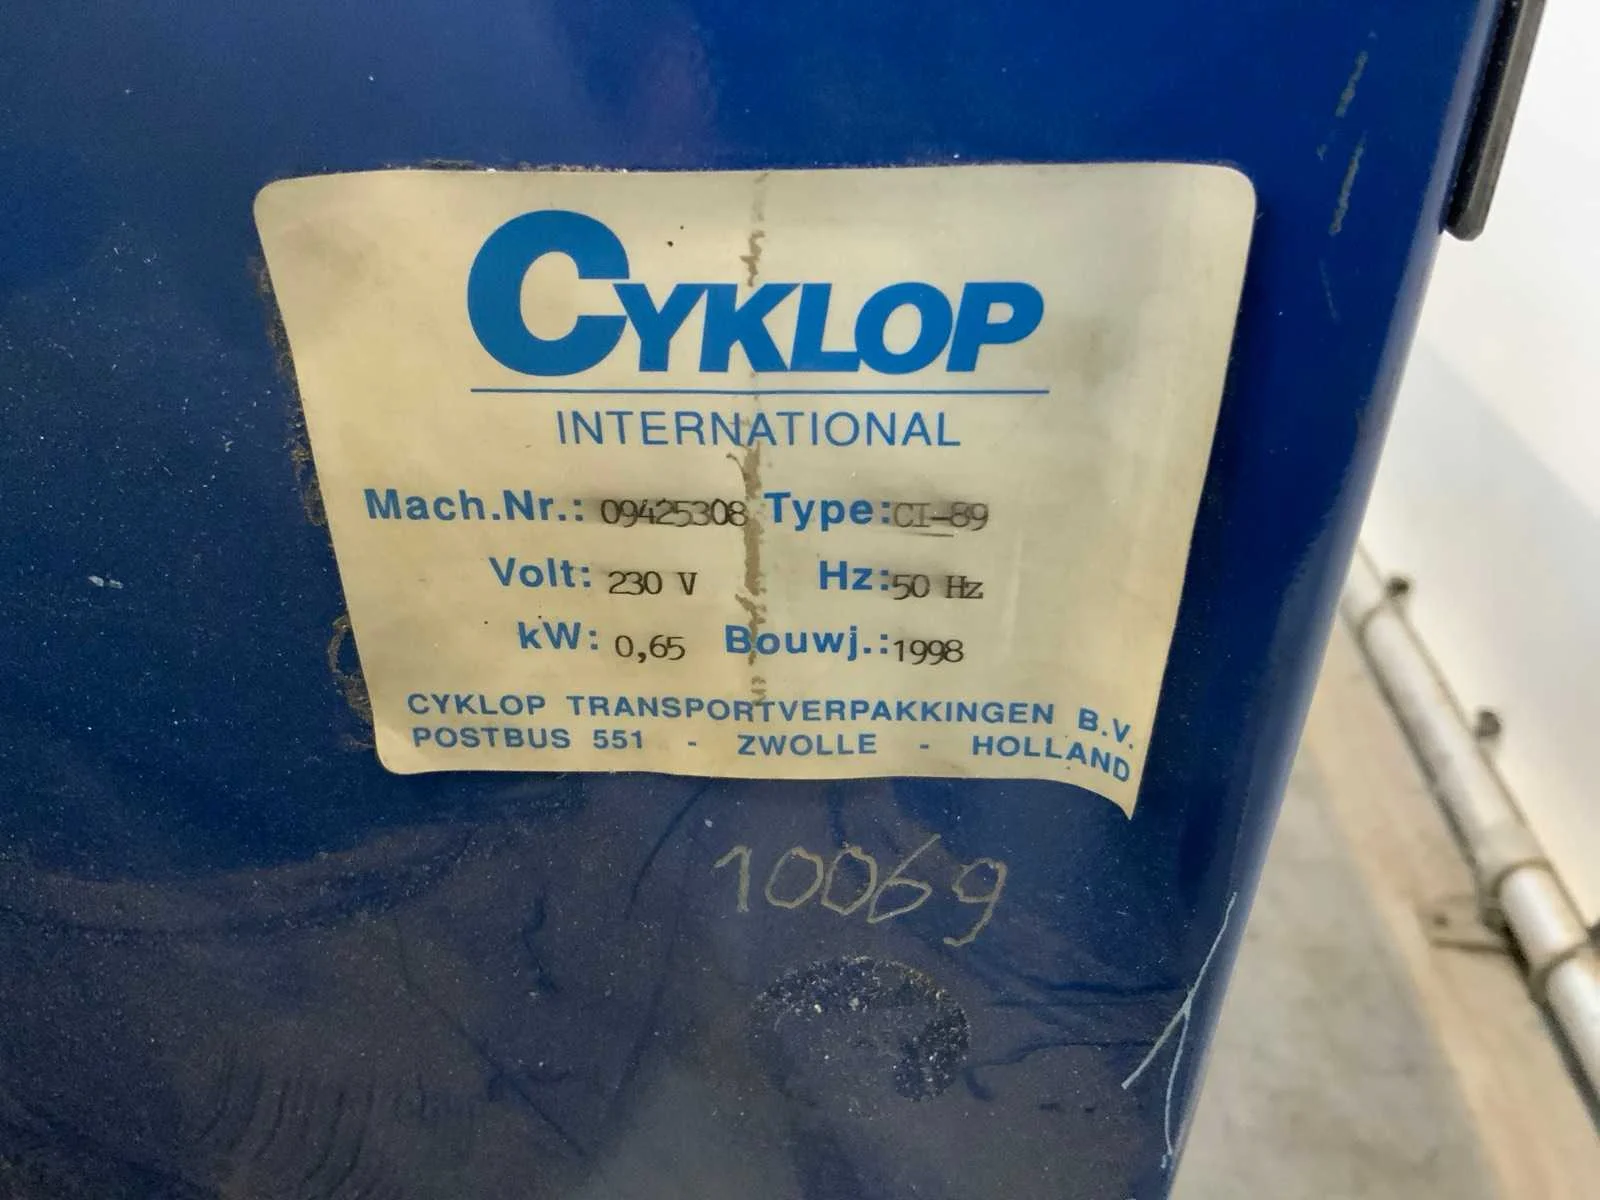 CYKLOP
INTERNATIONAL
Mach.Nr.: 09425308 Type: CI-89
Volt: 230 V Hz: 50 Hz
kW: 0,65 Bouwj.: 1998
CYKLOP TRANSPORTVERPAKKINGEN B.V.
POSTBUS 551 - ZWOLLE - HOLLAND
10069